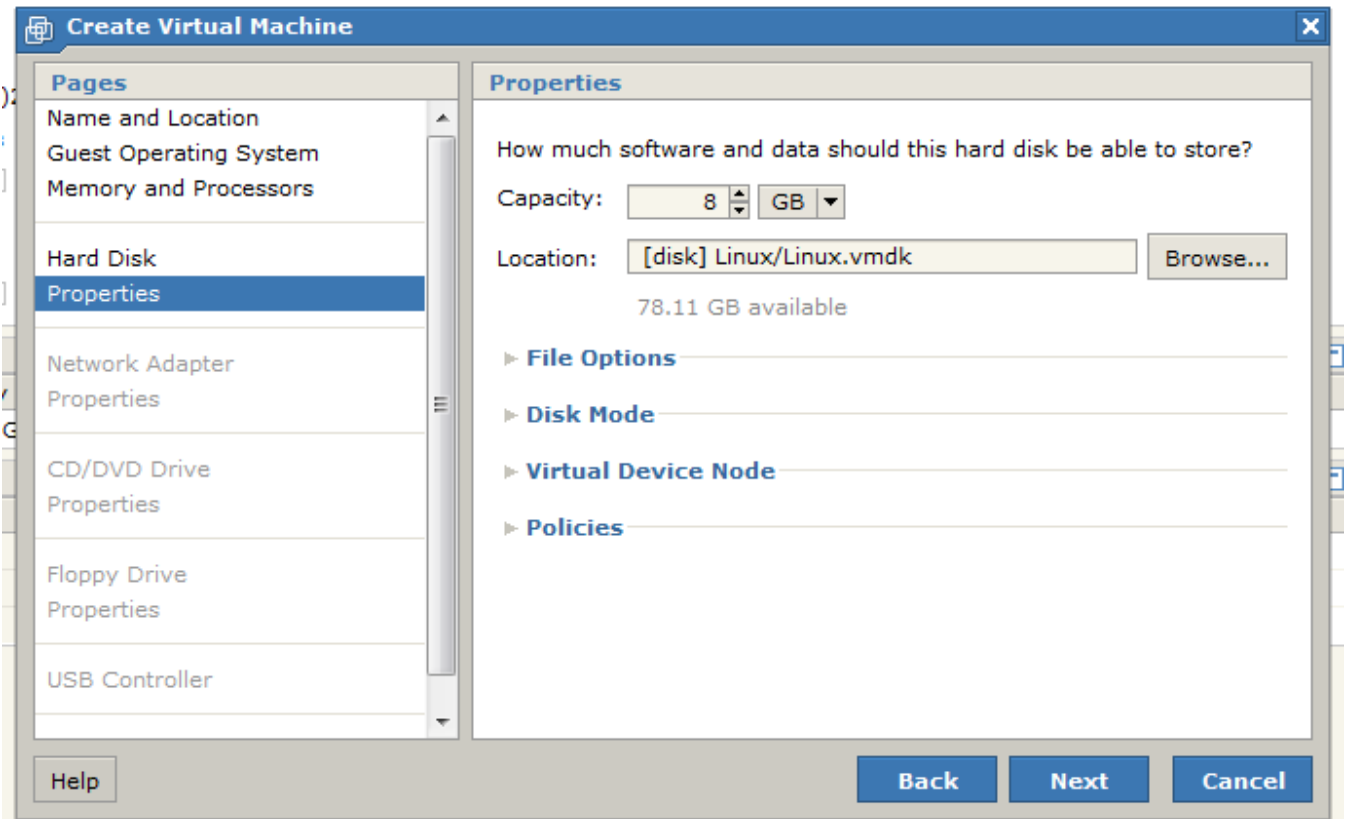 Create Virtual Machine
Pages
Name and Location
Guest Operating System
Memory and Processors
Hard Disk
Properties
Network Adapter
Properties
CD/DVD Drive
Properties
Floppy Drive
Properties
USB Controller
Properties
How much software and data should this hard disk be able to store?
Capacity: 8 GB
Location: [disk] Linux/Linux.vmdk Browse...
78.11 GB available
File Options
Disk Mode
Virtual Device Node
Policies
Help Back Next Cancel